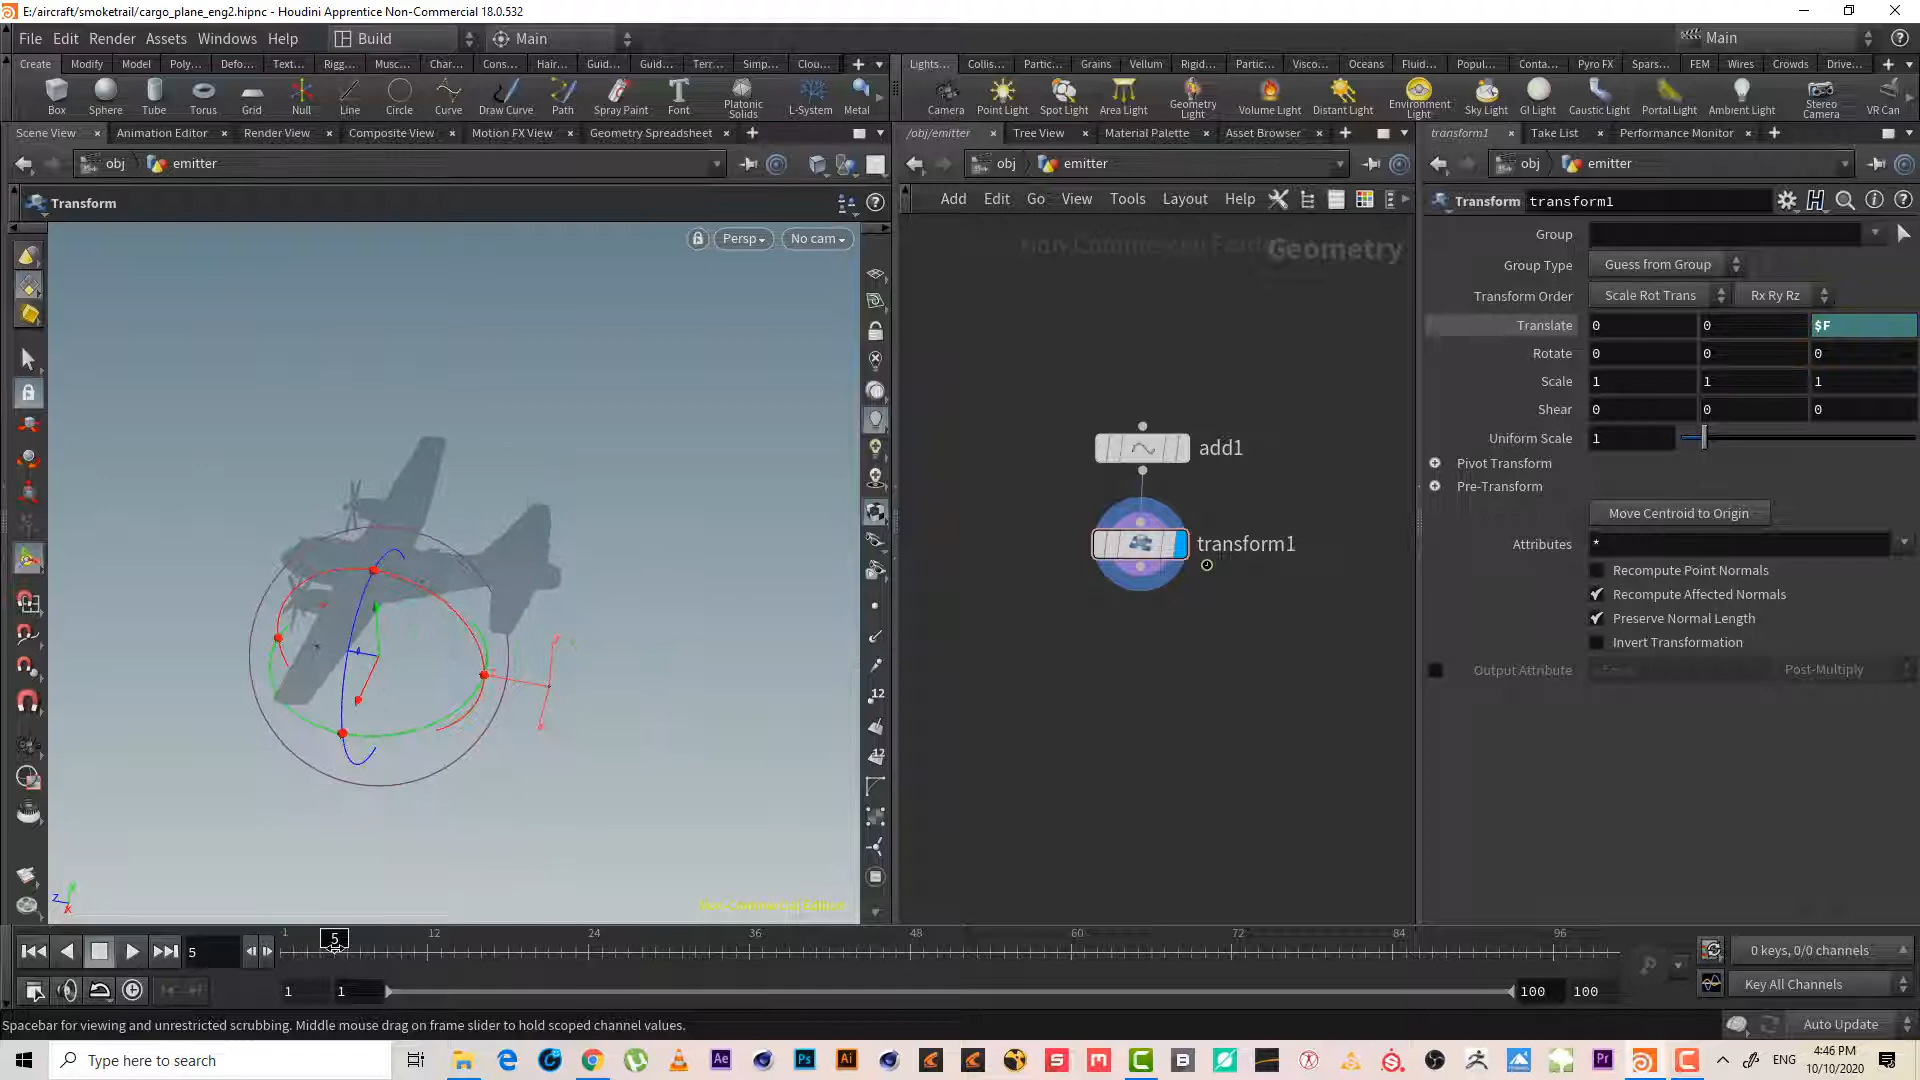 E:/aircraft/smoketrail/cargo_plane_eng2.hipnc - Houdini Apprentice Non-Commercial 18.0.532
File Edit Render Assets Windows Help Build Main Main
Create Modify Model Poly... Defo... Text... Rigg... Musc... Char... Cons... Hair... Guid... Guid... Terr... Simp... Clou...
Lights... Collis... Partic... Grains Vellum Rigid... Partic... Visco... Oceans Fluid... Popul... Conta... Pyro FX Spars... FEM Wires Crowds Drive...
Box Sphere Tube Torus Grid Null Line Circle Curve Draw Curve Path Spray Paint Font Platonic Solids L-System Metal
Camera Point Light Spot Light Area Light Geometry Light Volume Light Distant Light Environment Light Sky Light GI Light Caustic Light Portal Light Ambient Light Stereo Camera VR Can
Scene View Animation Editor Render View Composite View Motion FX View Geometry Spreadsheet
/obj/emitter Tree View Material Palette Asset Browser
transform1 Take List Performance Monitor
obj emitter
obj emitter
obj emitter
Transform
Add Edit Go View Tools Layout Help
Transform transform1
Persp No cam
Geometry
Group
Group Type Guess from Group
Transform Order Scale Rot Trans Rx Ry Rz
Translate 0 0 $F
Rotate 0 0 0
Scale 1 1 1
Shear 0 0 0
Uniform Scale 1
Pivot Transform
Pre-Transform
Move Centroid to Origin
Attributes *
Recompute Point Normals
Recompute Affected Normals
Preserve Normal Length
Invert Transformation
Output Attribute Post-Multiply
add1
transform1
12
12
Non-Commercial Edition
z y x
5
1 5 12 24 36 48 60 72 84 96
0 keys, 0/0 channels
1 1 100 100
Key All Channels
Spacebar for viewing and unrestricted scrubbing. Middle mouse drag on frame slider to hold scoped channel values.
Auto Update
Type here to search
Ae Ps Ai S M C B Pr
ENG
4:46 PM
10/10/2020